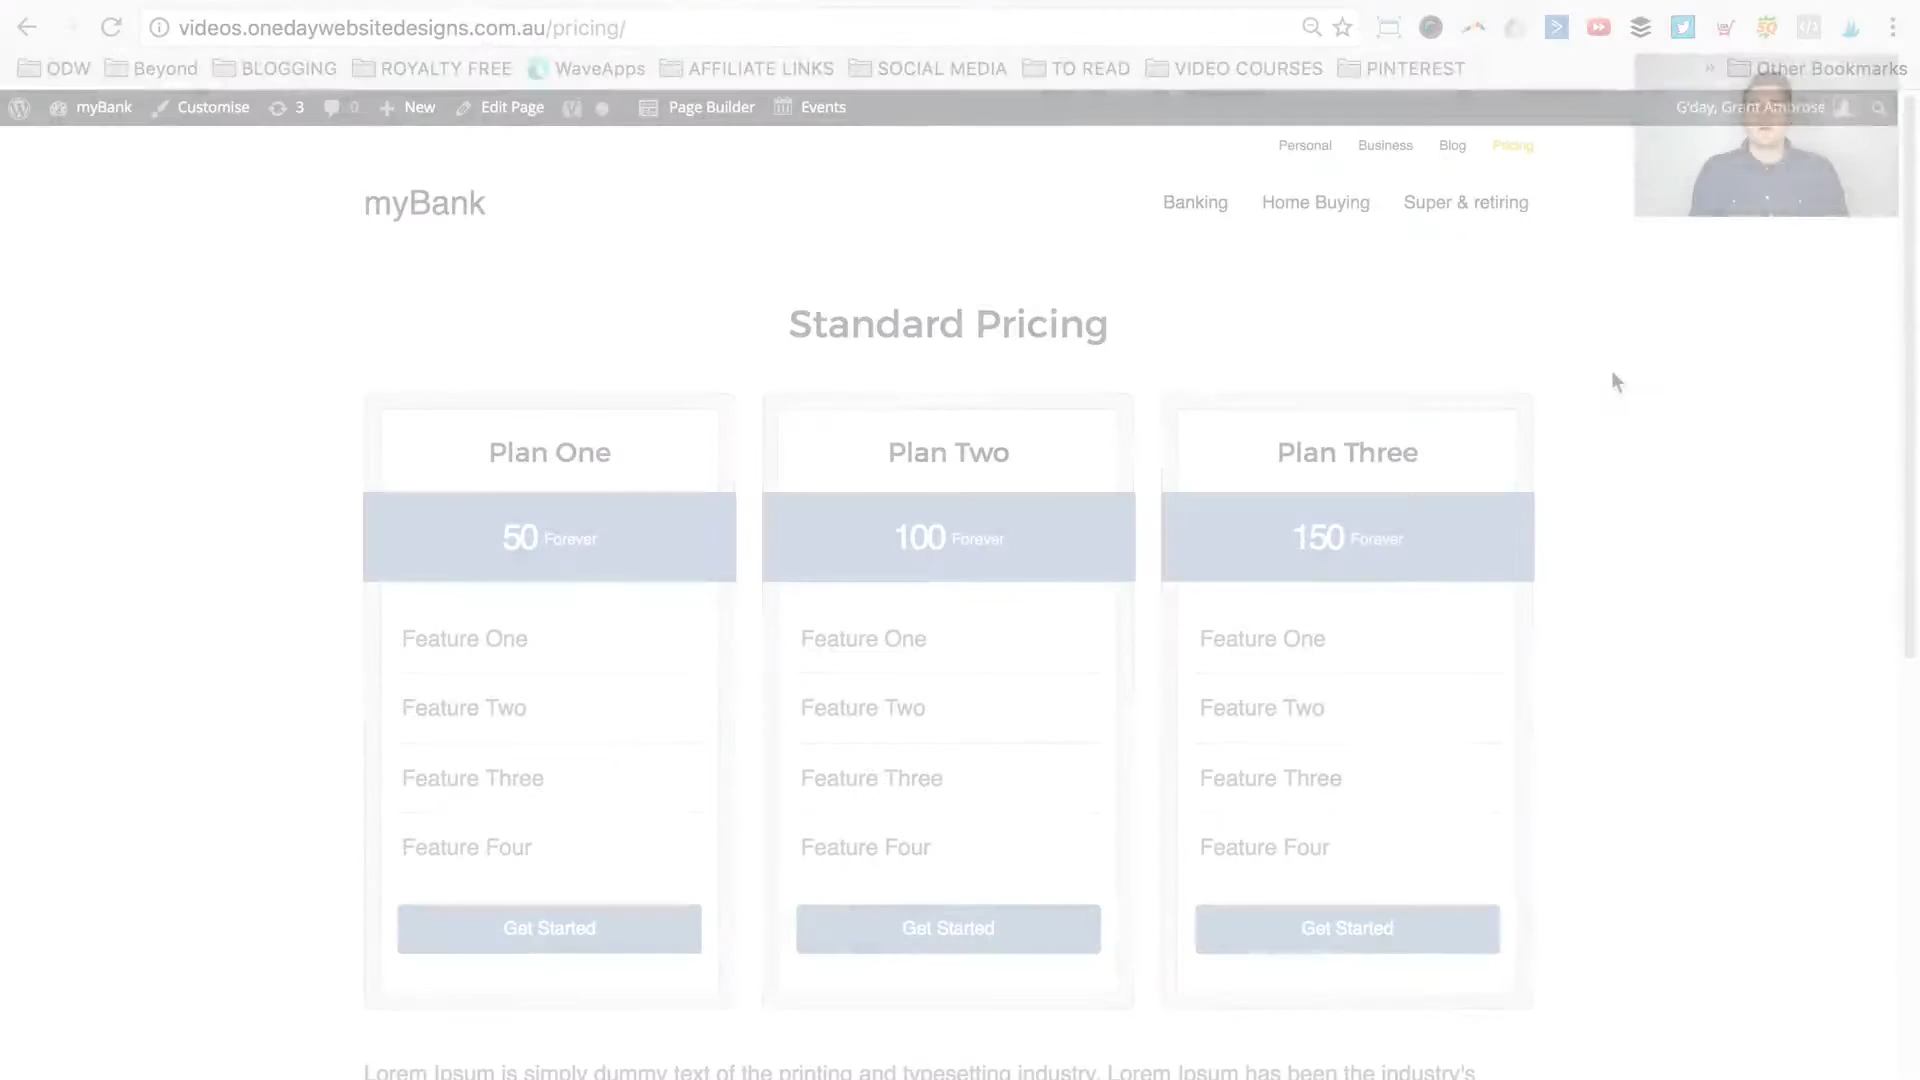 videos.onedaywebsitedesigns.com.au/pricing/
ODW Beyond BLOGGING ROYALTY FREE WaveApps AFFILIATE LINKS SOCIAL MEDIA TO READ VIDEO COURSES PINTEREST » Other Bookmarks
myBank Customise 3 0 New Edit Page Page Builder Events G'day, Grant Ambrose
Personal Business Blog Pricing
myBank Banking Home Buying Super & retiring
Standard Pricing
Plan One Plan Two Plan Three
50 Forever 100 Forever 150 Forever
Feature One Feature One Feature One
Feature Two Feature Two Feature Two
Feature Three Feature Three Feature Three
Feature Four Feature Four Feature Four
Get Started Get Started Get Started
Lorem Ipsum is simply dummy text of the printing and typesetting industry. Lorem Ipsum has been the industry's